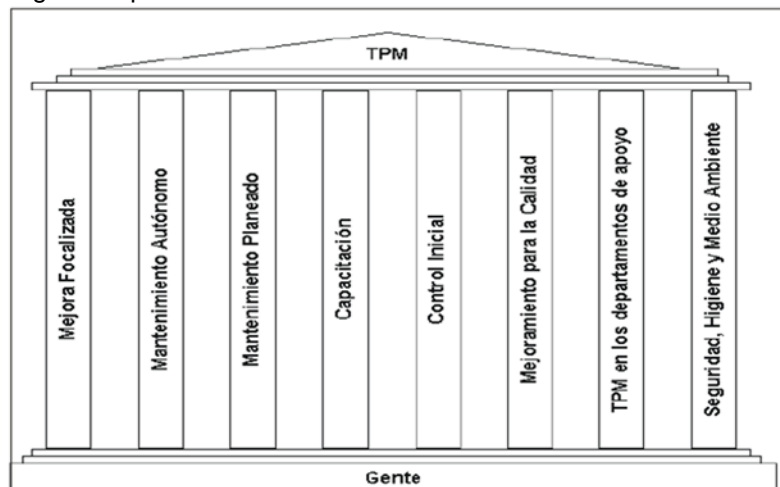 TPM
Mejora Focalizada
Mantenimiento Autónomo
Mantenimiento Planeado
Capacitación
Control Inicial
Mejoramiento para la Calidad
TPM en los departamentos de apoyo
Seguridad, Higiene y Medio Ambiente
Gente